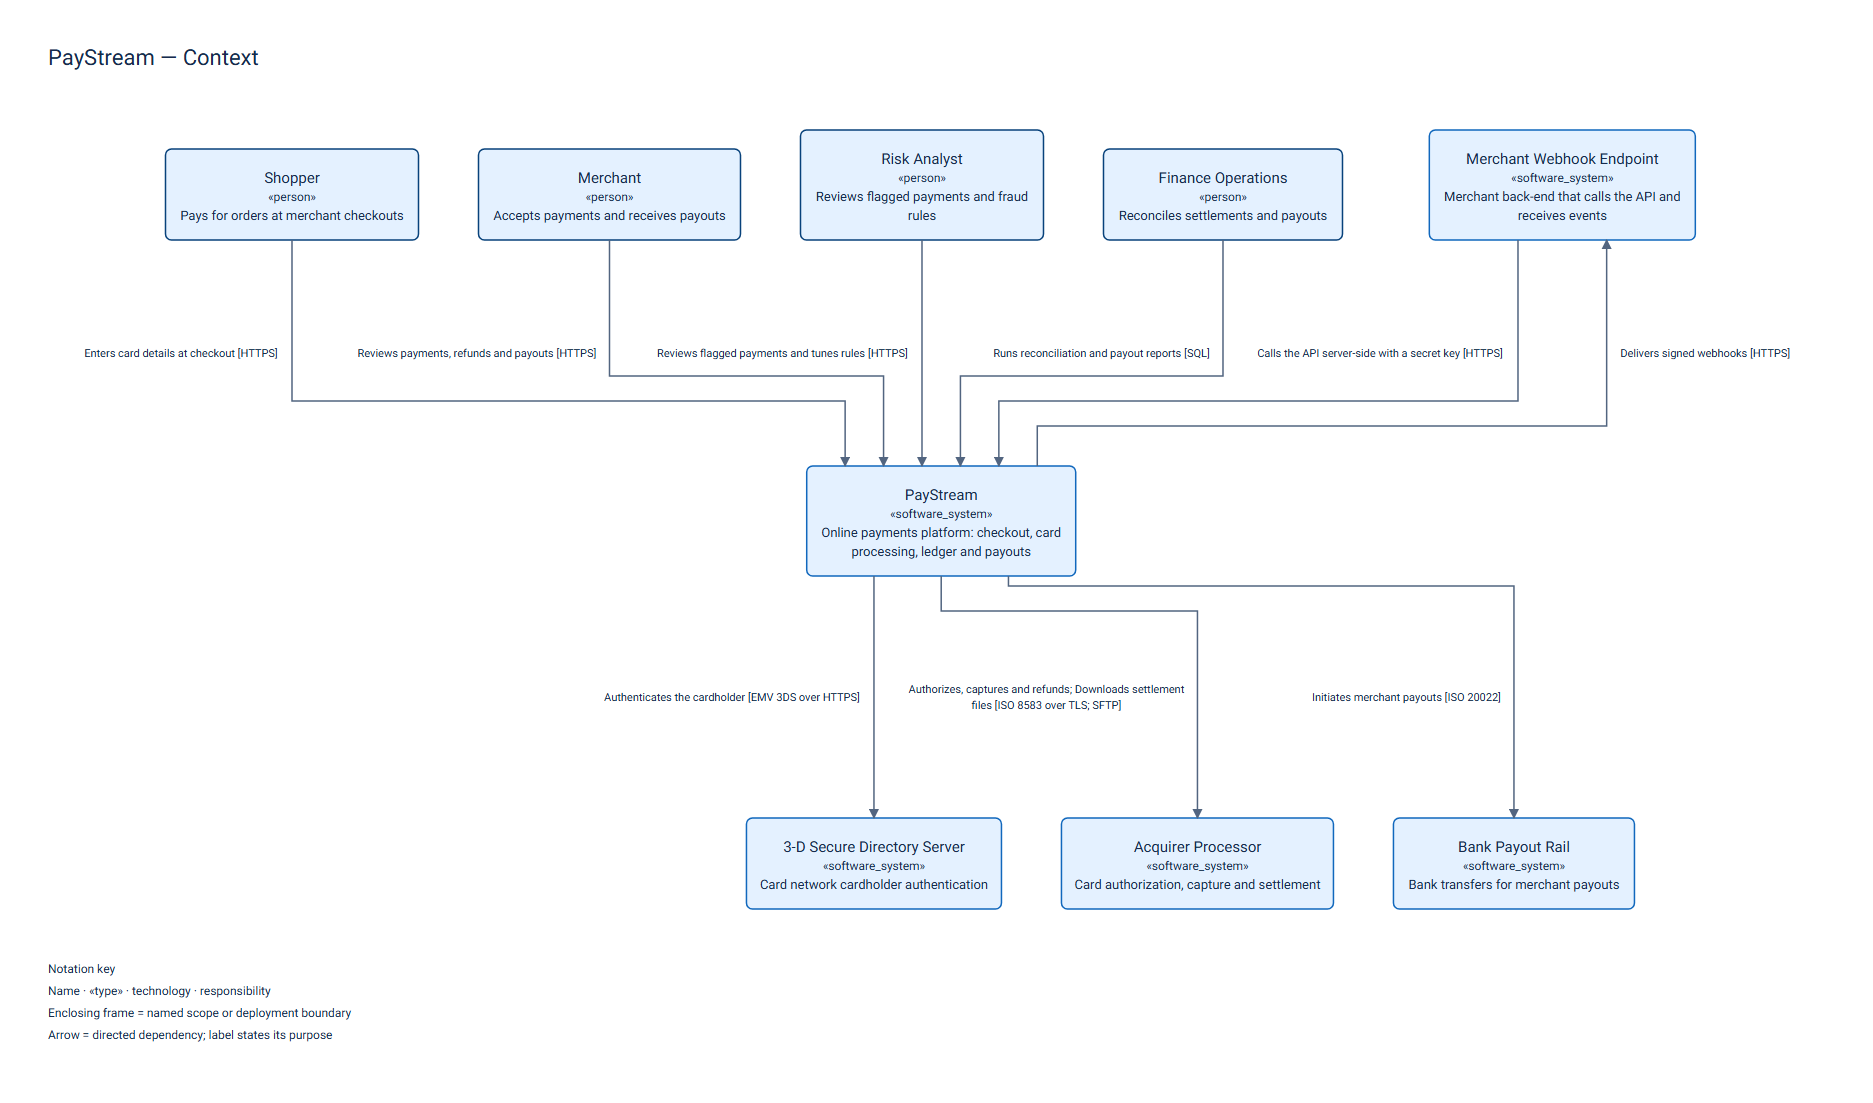 PayStream — Context
Shopper
«person»
Pays for orders at merchant checkouts
Merchant
«person»
Accepts payments and receives payouts
Risk Analyst
«person»
Reviews flagged payments and fraud
rules
Finance Operations
«person»
Reconciles settlements and payouts
Merchant Webhook Endpoint
«software_system»
Merchant back-end that calls the API and
receives events
Enters card details at checkout [HTTPS]
Reviews payments, refunds and payouts [HTTPS]
Reviews flagged payments and tunes rules [HTTPS]
Runs reconciliation and payout reports [SQL]
Calls the API server-side with a secret key [HTTPS]
Delivers signed webhooks [HTTPS]
PayStream
«software_system»
Online payments platform: checkout, card
processing, ledger and payouts
Authenticates the cardholder [EMV 3DS over HTTPS]
Authorizes, captures and refunds; Downloads settlement
files [ISO 8583 over TLS; SFTP]
Initiates merchant payouts [ISO 20022]
3-D Secure Directory Server
«software_system»
Card network cardholder authentication
Acquirer Processor
«software_system»
Card authorization, capture and settlement
Bank Payout Rail
«software_system»
Bank transfers for merchant payouts
Notation key
Name · «type» · technology · responsibility
Enclosing frame = named scope or deployment boundary
Arrow = directed dependency; label states its purpose